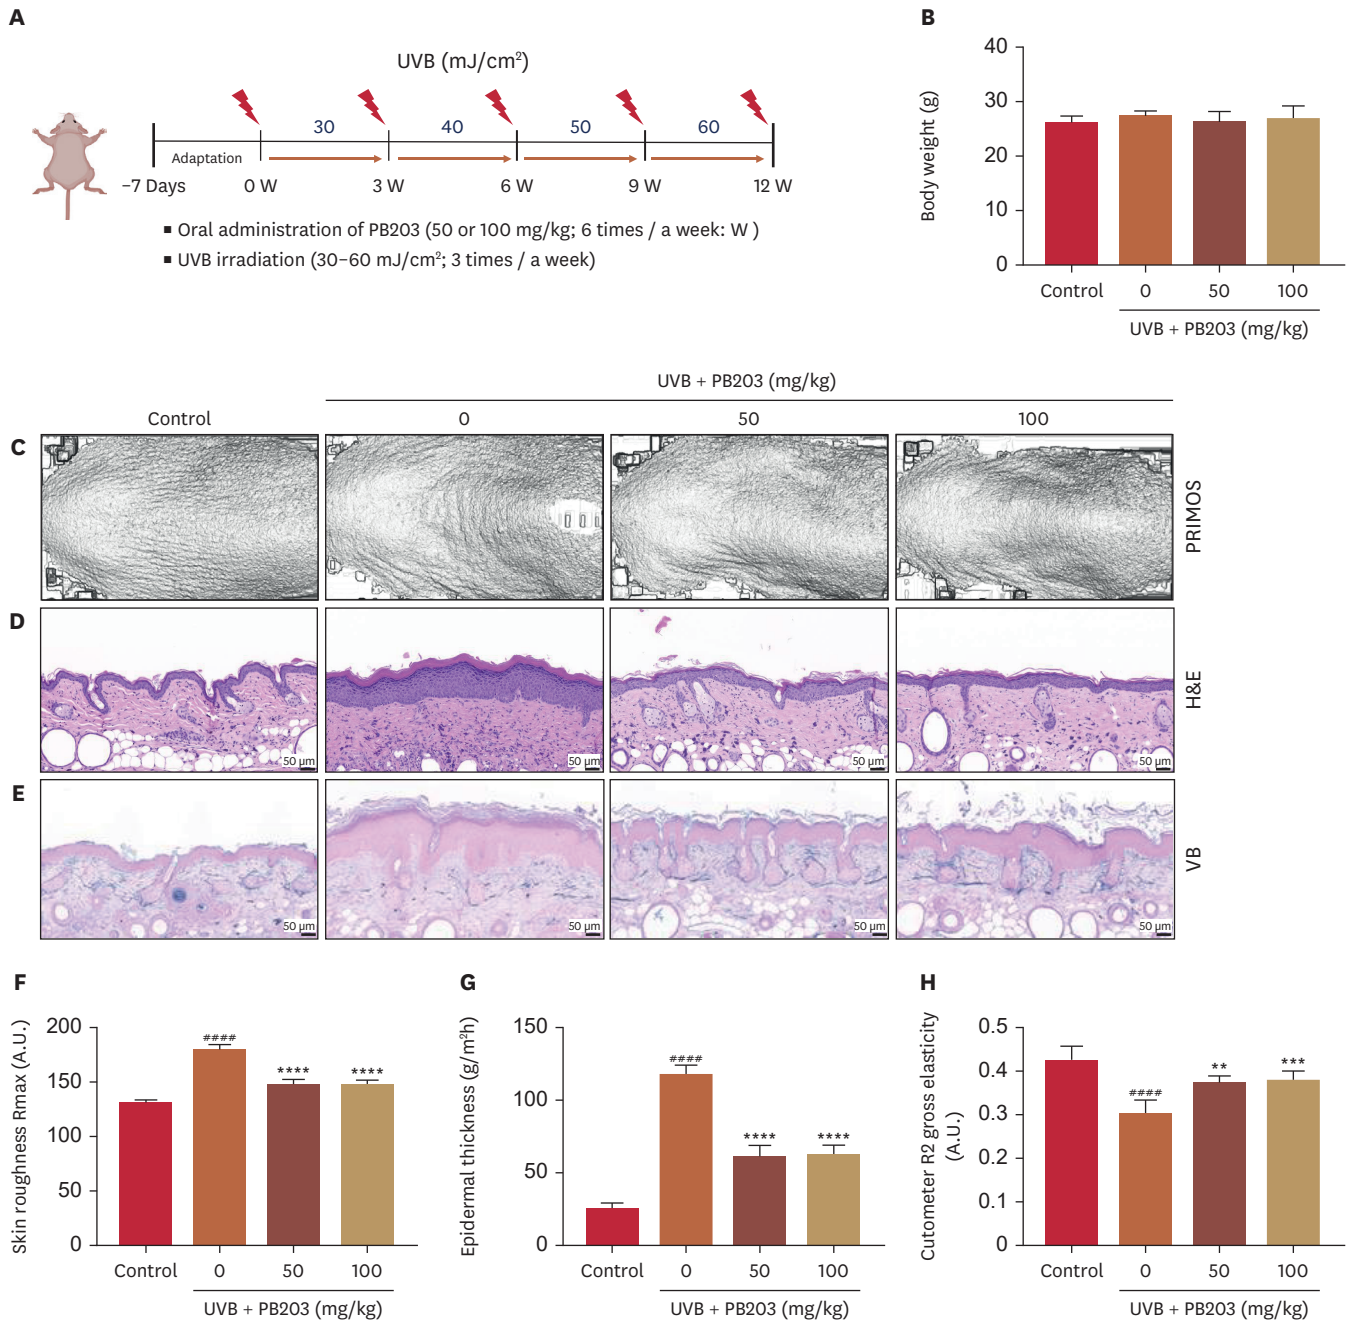 A
UVB (mJ/cm²)
30 40 50 60
Adaptation
−7 Days 0 W 3 W 6 W 9 W 12 W
▪ Oral administration of PB203 (50 or 100 mg/kg; 6 times / a week: W )
▪ UVB irradiation (30–60 mJ/cm²; 3 times / a week)
B
Body weight (g)
40
30
20
10
0
Control 0 50 100
UVB + PB203 (mg/kg)
UVB + PB203 (mg/kg)
Control 0 50 100
C
PRIMOS
D
H&E
50 µm 50 µm 50 µm 50 µm
E
VB
50 µm 50 µm 50 µm 50 µm
F
Skin roughness Rmax (A.U.)
200
150
100
50
0
#### **** ****
Control 0 50 100
UVB + PB203 (mg/kg)
G
Epidermal thickness (g/m²h)
150
100
50
0
#### **** ****
Control 0 50 100
UVB + PB203 (mg/kg)
H
Cutometer R2 gross elasticity
(A.U.)
0.5
0.4
0.3
0.2
0.1
0
#### ** ***
Control 0 50 100
UVB + PB203 (mg/kg)